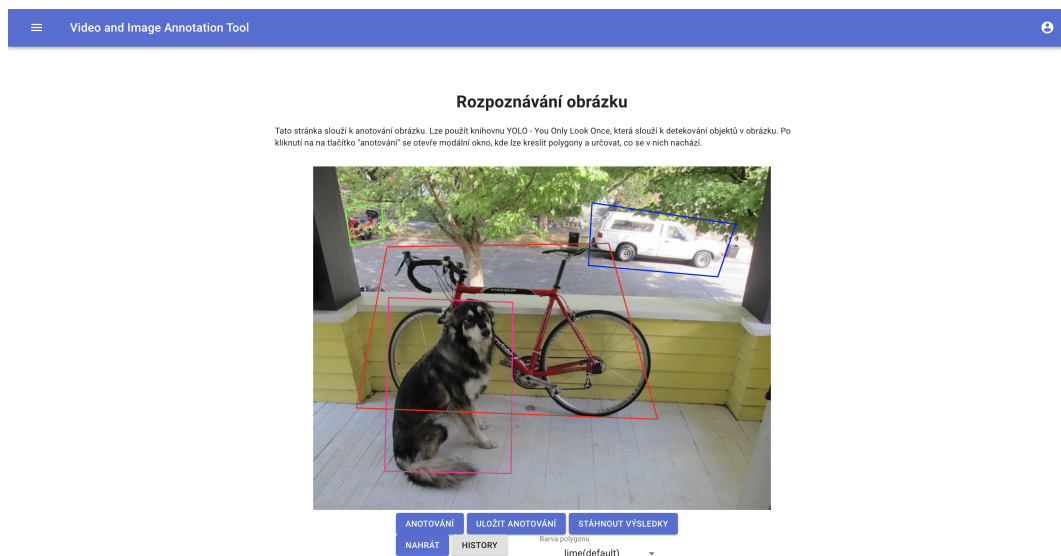 Video and Image Annotation Tool
Rozpoznávání obrázku
Tato stránka slouží k anotování obrázku. Lze použít knihovnu YOLO - You Only Look Once, která slouží k detekování objektů v obrázku. Po
kliknutí na na tlačítko "anotování" se otevře modální okno, kde lze kreslit polygony a určovat, co se v nich nachází.
ANOTOVÁNÍ ULOŽIT ANOTOVÁNÍ STÁHNOUT VÝSLEDKY
Barva polygonu
NAHRÁT HISTORY lime(default)